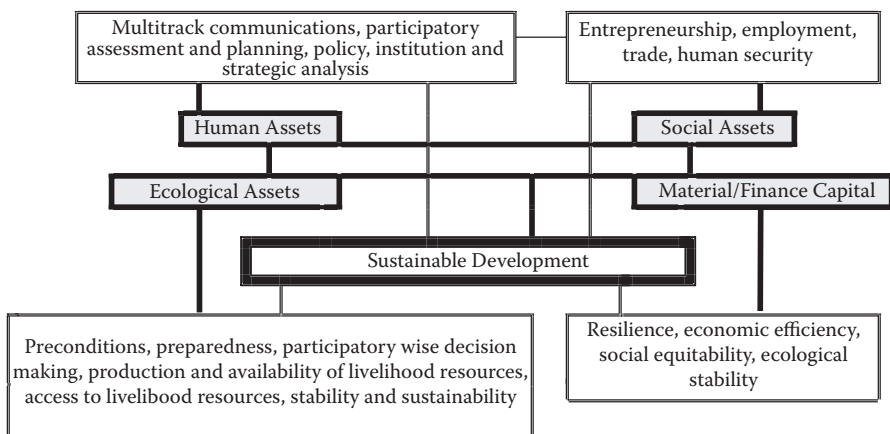 Multitrack communications, participatory
assessment and planning, policy, institution and
strategic analysis
Entrepreneurship, employment,
trade, human security
Human Assets
Social Assets
Ecological Assets
Material/Finance Capital
Sustainable Development
Preconditions, preparedness, participatory wise decision
making, production and availability of livelihood resources,
access to livelibood resources, stability and sustainability
Resilience, economic efficiency,
social equitability, ecological
stability